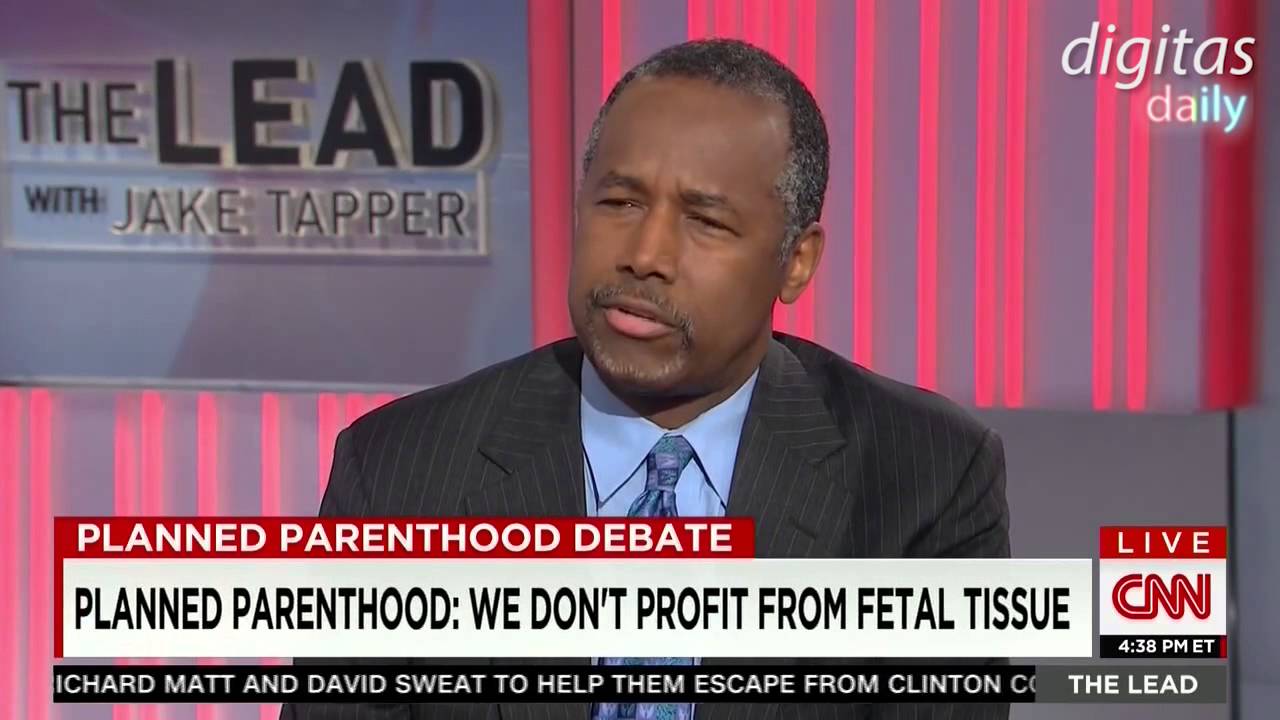 digitas
daily
THE LEAD
WITH JAKE TAPPER
PLANNED PARENTHOOD DEBATE
PLANNED PARENTHOOD: WE DON'T PROFIT FROM FETAL TISSUE
LIVE
CNN
4:38 PM ET
MATT AND DAVID SWEAT TO HELP THEM ESCAPE FROM CLINTON
THE LEAD